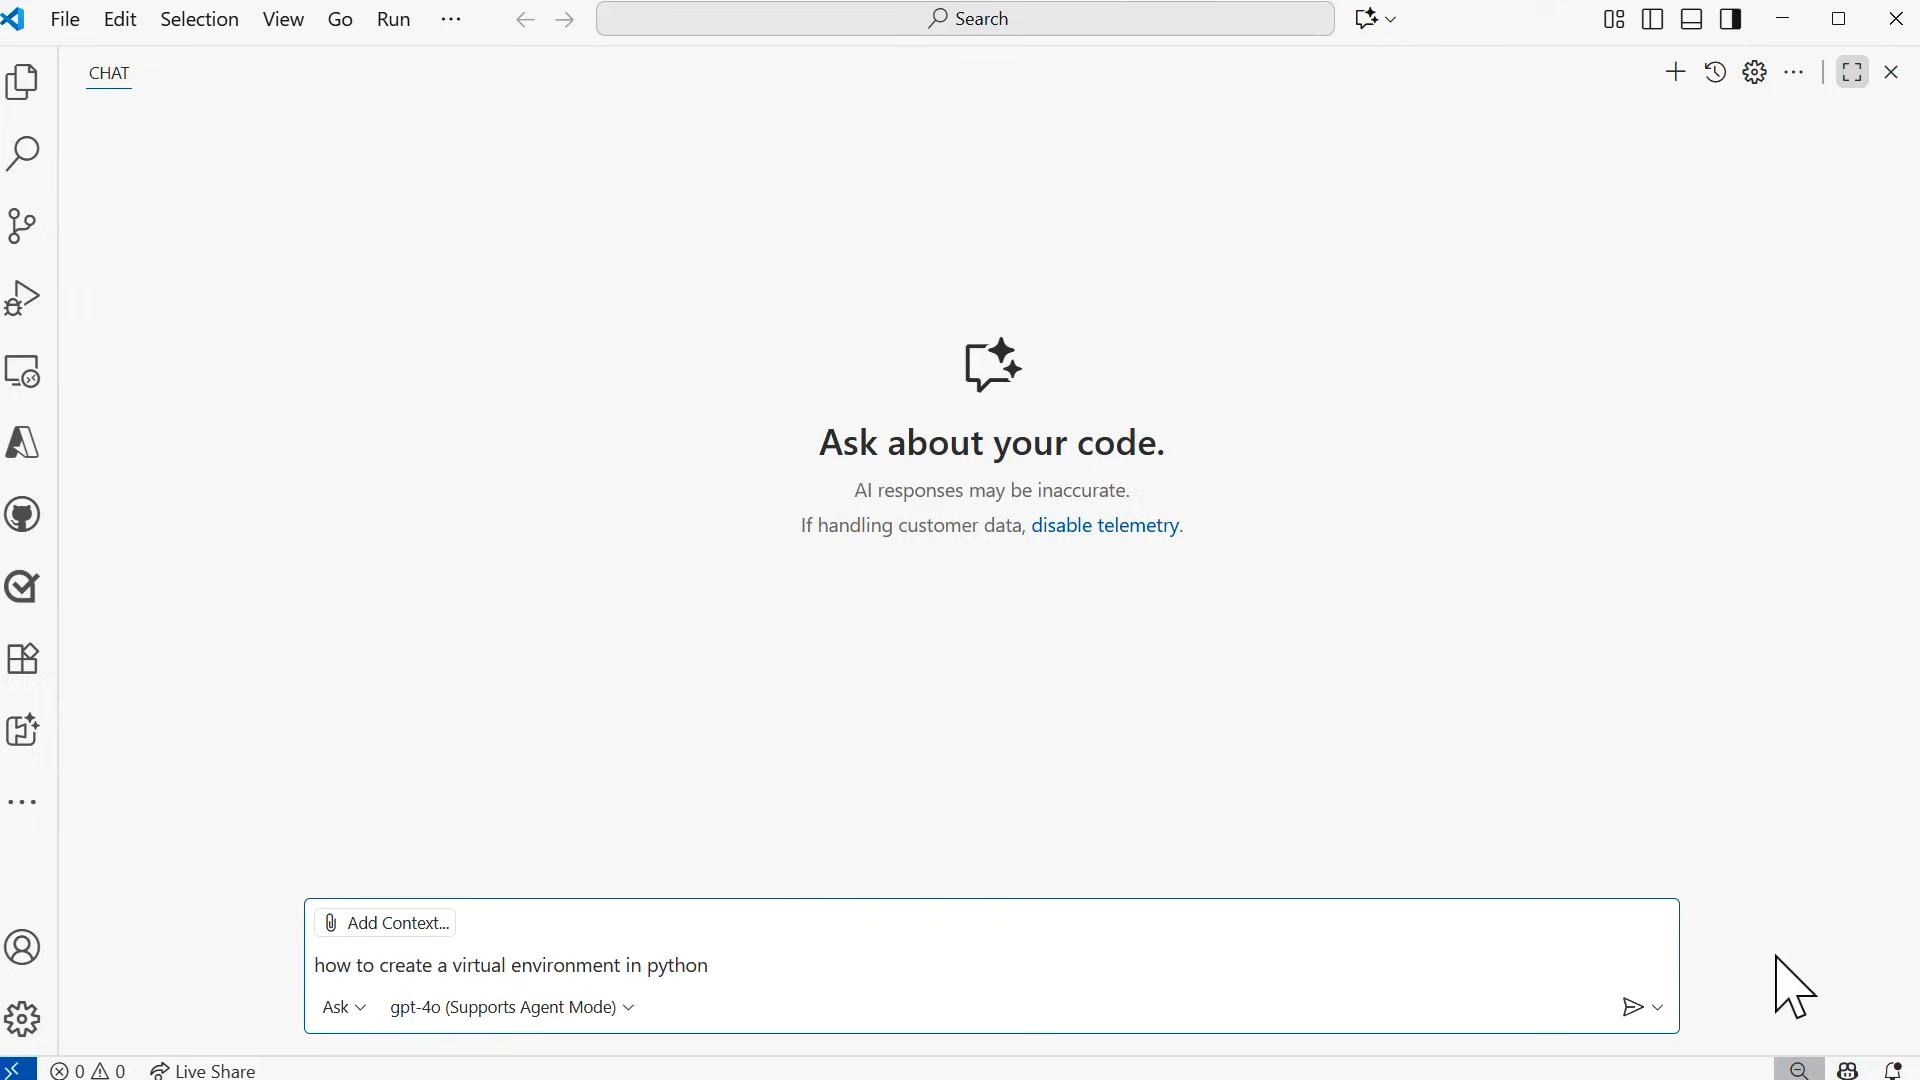 File Edit Selection View Go Run ··· Search
CHAT
Ask about your code.
AI responses may be inaccurate.
If handling customer data, disable telemetry.
Add Context...
how to create a virtual environment in python
Ask gpt-4o (Supports Agent Mode)
0 0 Live Share